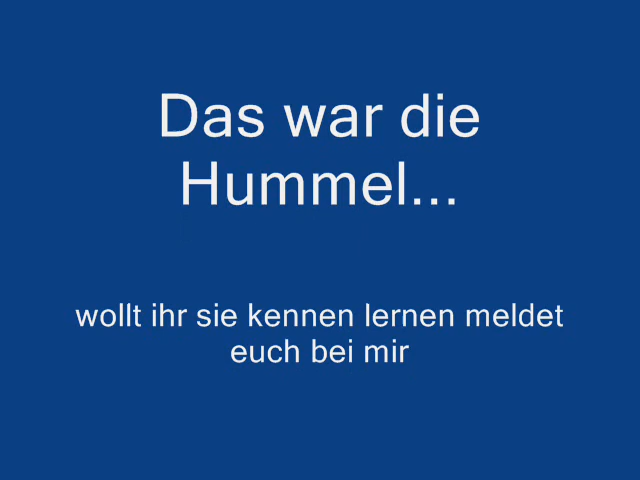 Das war die
Hummel...
wollt ihr sie kennen lernen meldet
euch bei mir